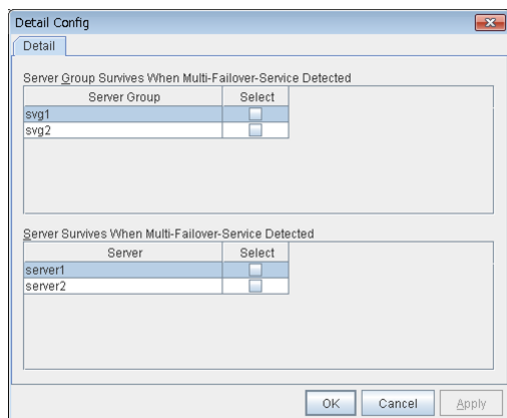 Detail Config
Detail
Server Group Survives When Multi-Failover-Service Detected
Server Group Select
svg1
svg2
Server Survives When Multi-Failover-Service Detected
Server Select
server1
server2
OK Cancel Apply